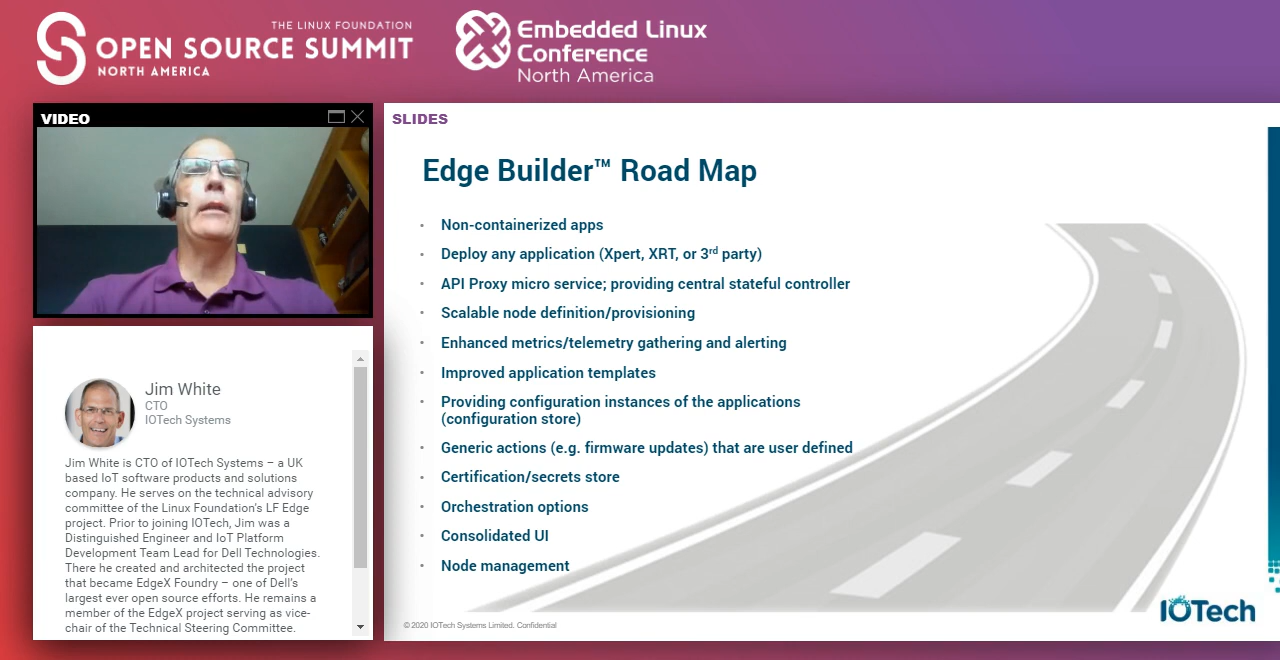 THE LINUX FOUNDATION
OPEN SOURCE SUMMIT
NORTH AMERICA
Embedded Linux
Conference
North America
VIDEO
Jim White
CTO
IOTech Systems
Jim White is CTO of IOTech Systems – a UK
based IoT software products and solutions
company. He serves on the technical advisory
committee of the Linux Foundation's LF Edge
project. Prior to joining IOTech, Jim was a
Distinguished Engineer and IoT Platform
Development Team Lead for Dell Technologies.
There he created and architected the project
that became EdgeX Foundry – one of Dell's
largest ever open source efforts. He remains a
member of the EdgeX project serving as vice-
chair of the Technical Steering Committee.
SLIDES
Edge Builder™ Road Map
• Non-containerized apps
• Deploy any application (Xpert, XRT, or 3rd party)
• API Proxy micro service; providing central stateful controller
• Scalable node definition/provisioning
• Enhanced metrics/telemetry gathering and alerting
• Improved application templates
• Providing configuration instances of the applications
(configuration store)
• Generic actions (e.g. firmware updates) that are user defined
• Certification/secrets store
• Orchestration options
• Consolidated UI
• Node management
© 2020 IOTech Systems Limited. Confidential
IOTech